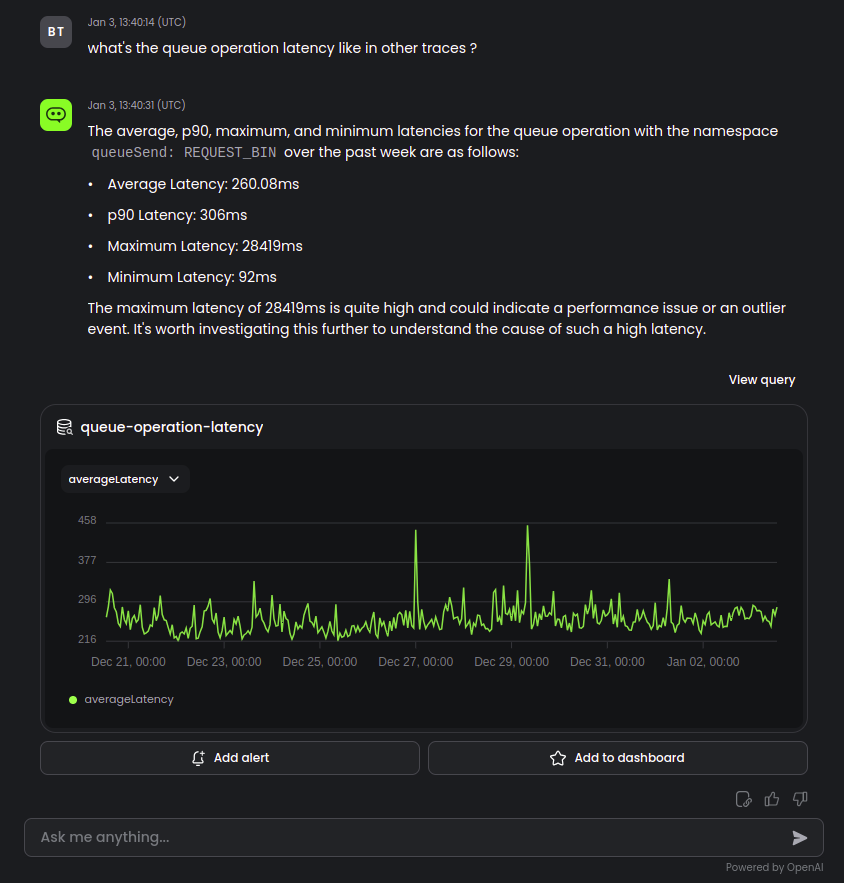 BT
Jan 3, 13:40:14 (UTC)
what's the queue operation latency like in other traces ?
Jan 3, 13:40:31 (UTC)
The average, p90, maximum, and minimum latencies for the queue operation with the namespace
queueSend: REQUEST_BIN over the past week are as follows:
• Average Latency: 260.08ms
• p90 Latency: 306ms
• Maximum Latency: 28419ms
• Minimum Latency: 92ms
The maximum latency of 28419ms is quite high and could indicate a performance issue or an outlier
event. It's worth investigating this further to understand the cause of such a high latency.
View query
queue-operation-latency
averageLatency
458
377
296
216
Dec 21, 00:00 Dec 23, 00:00 Dec 25, 00:00 Dec 27, 00:00 Dec 29, 00:00 Dec 31, 00:00 Jan 02, 00:00
averageLatency
Add alert
Add to dashboard
Ask me anything...
Powered by OpenAI